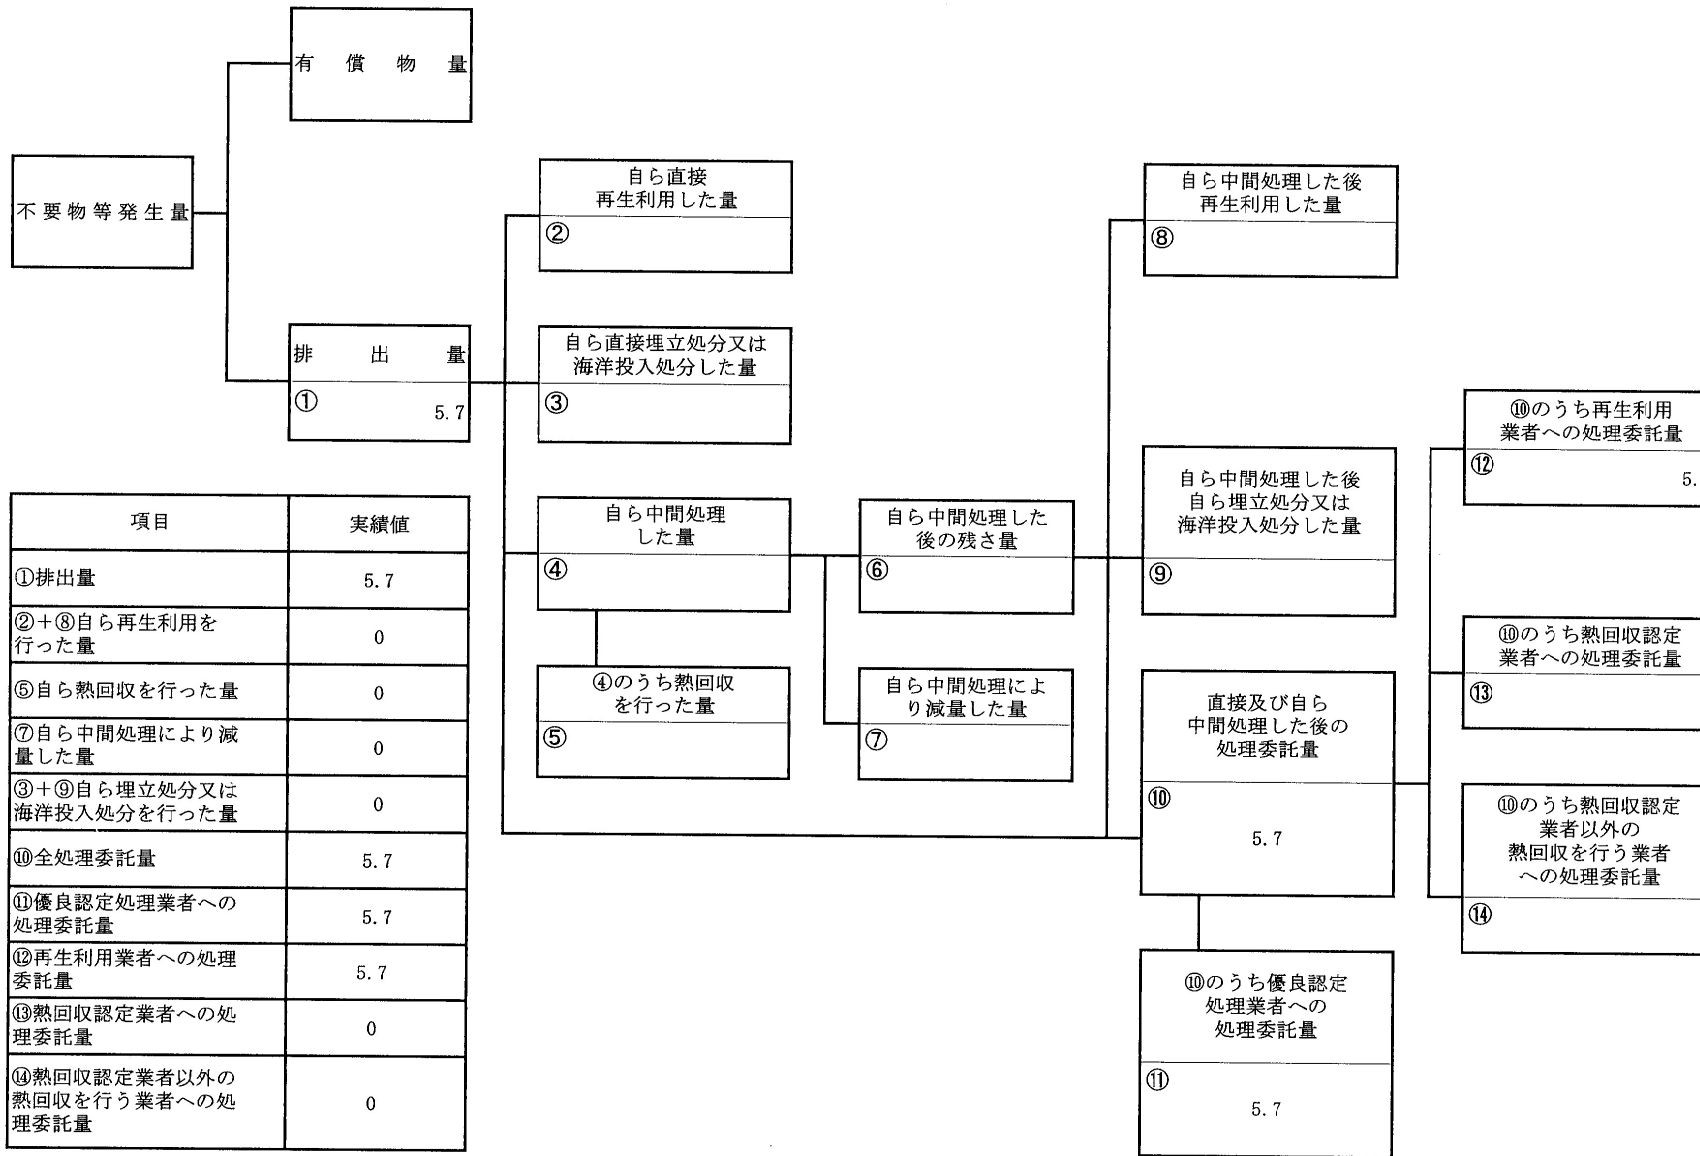 有償物量
不要物等発生量
自ら直接
再生利用した量
②
自ら中間処理した後
再生利用した量
⑧
排出量
①
5.7
自ら直接埋立処分又は
海洋投入処分した量
③
⑩のうち再生利用
業者への処理委託量
⑫
5.
自ら中間処理した後
自ら埋立処分又は
海洋投入処分した量
⑨
自ら中間処理
した量
④
自ら中間処理した
後の残さ量
⑥
⑩のうち熱回収認定
業者への処理委託量
⑬
④のうち熱回収
を行った量
⑤
自ら中間処理によ
り減量した量
⑦
直接及び自ら
中間処理した後の
処理委託量
⑩
5.7
⑩のうち熱回収認定
業者以外の
熱回収を行う業者
への処理委託量
⑭
⑩のうち優良認定
処理業者への
処理委託量
⑪
5.7
項目 実績値
①排出量 5.7
②+⑧自ら再生利用を
行った量 0
⑤自ら熱回収を行った量 0
⑦自ら中間処理により減
量した量 0
③+⑨自ら埋立処分又は
海洋投入処分を行った量 0
⑩全処理委託量 5.7
⑪優良認定処理業者への
処理委託量 5.7
⑫再生利用業者への処理
委託量 5.7
⑬熱回収認定業者への処
理委託量 0
⑭熱回収認定業者以外の
熱回収を行う業者への処
理委託量 0